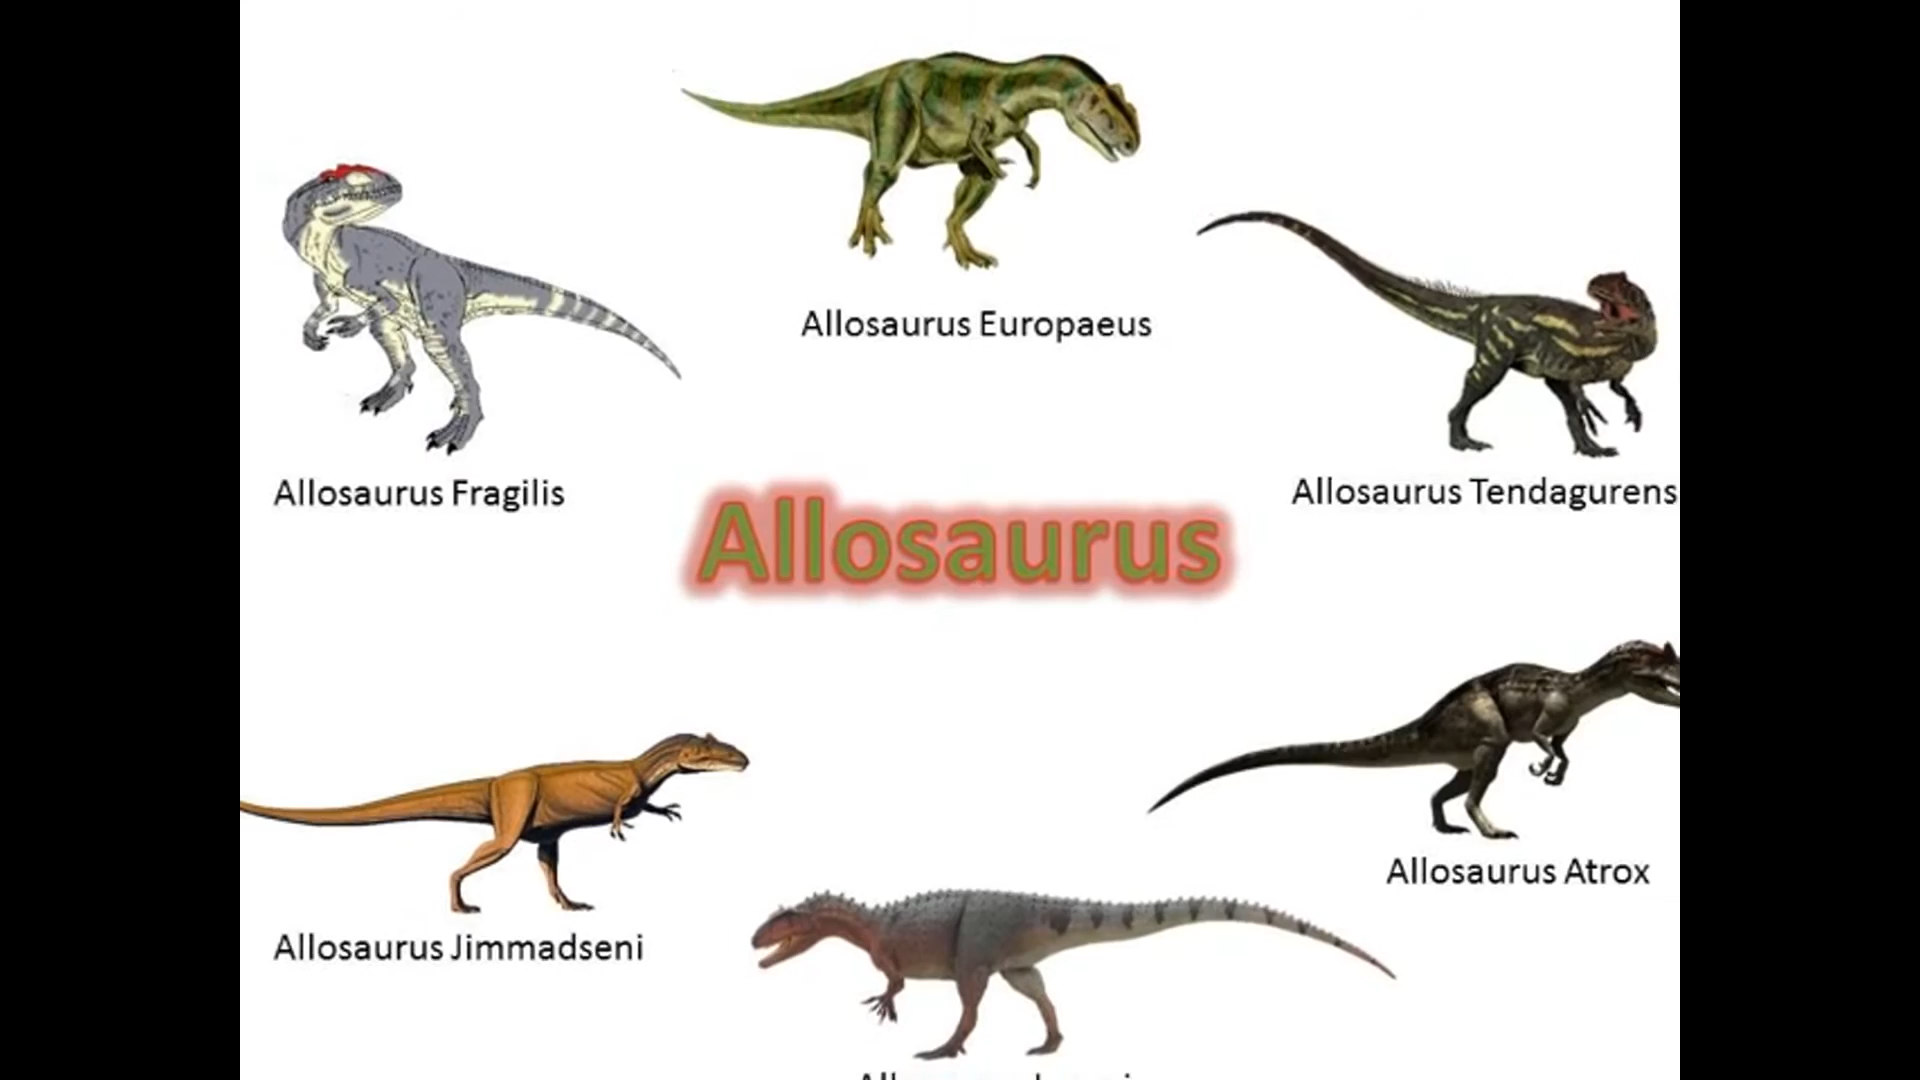 Allosaurus Europaeus
Allosaurus Fragilis
Allosaurus Tendagurens
Allosaurus
Allosaurus Atrox
Allosaurus Jimmadseni